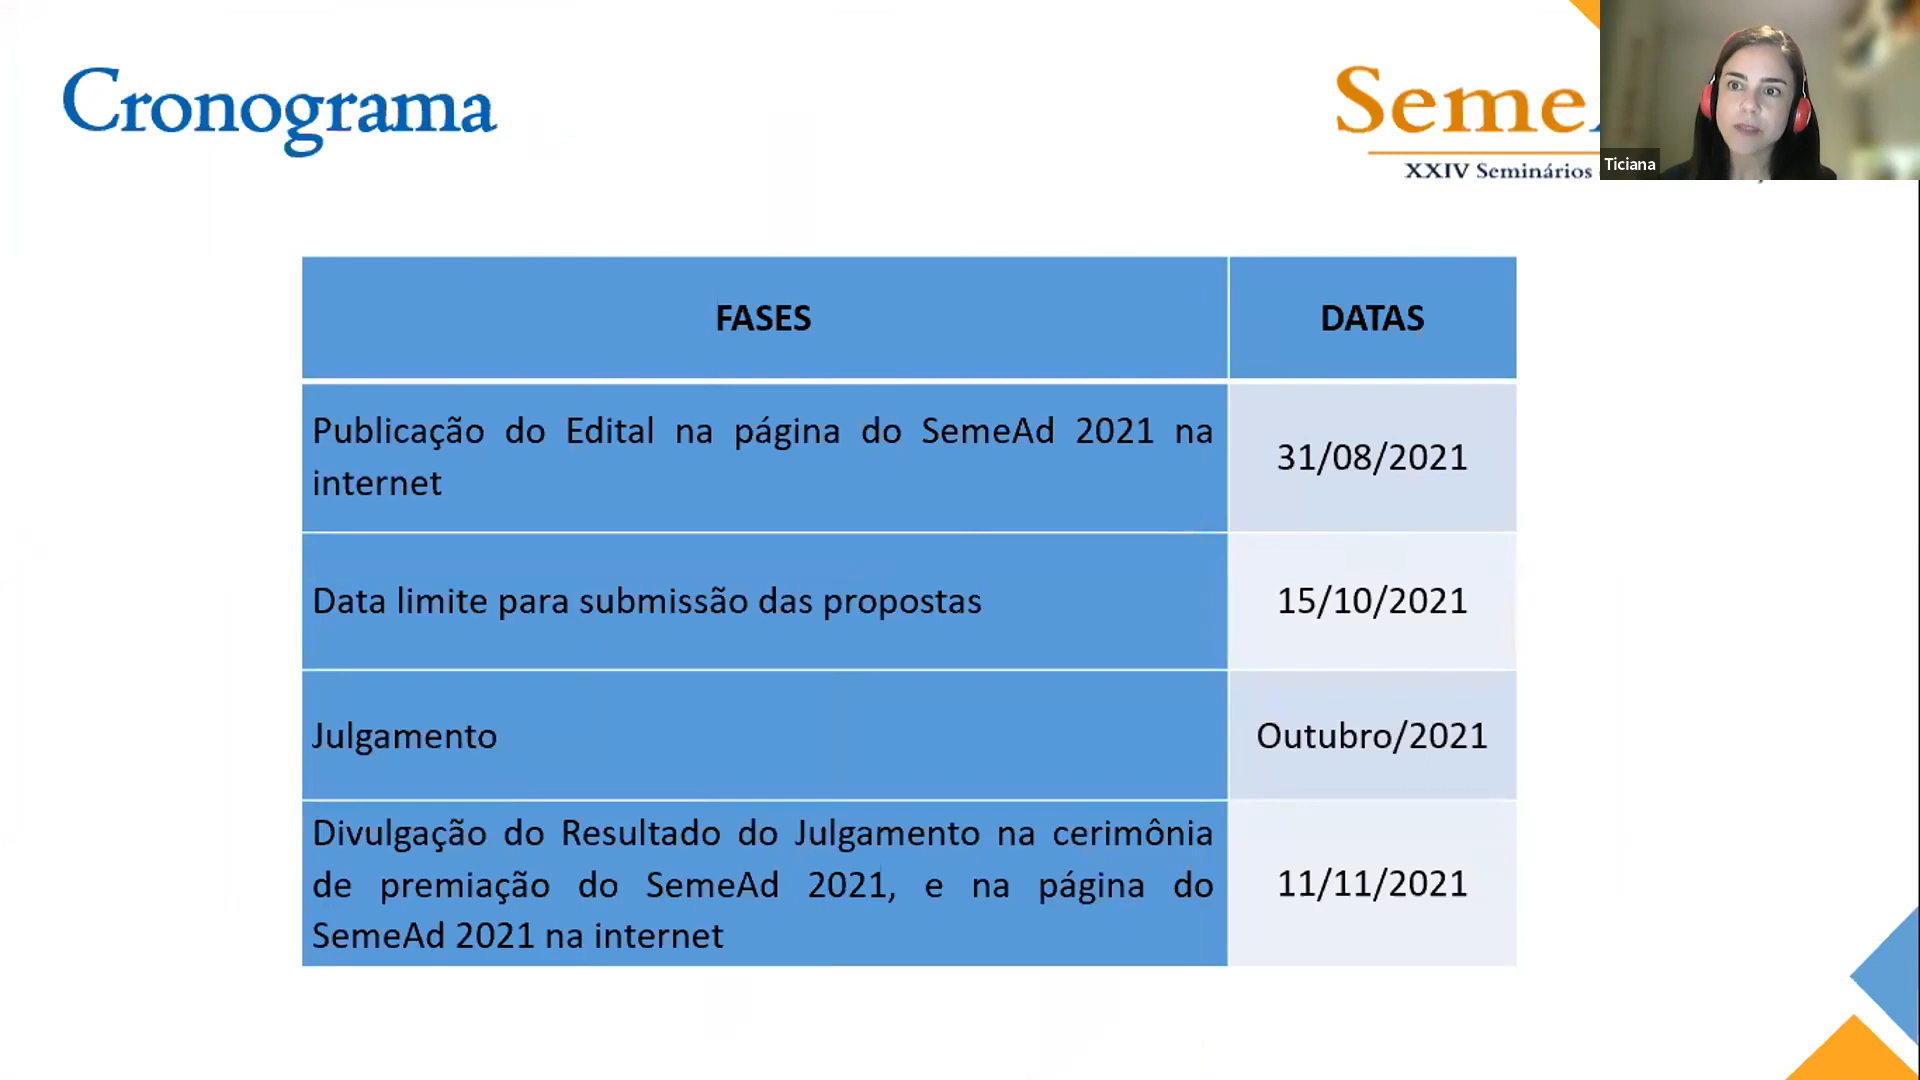 Cronograma
Seme
XXIV Seminários
Ticiana
FASES
DATAS
Publicação do Edital na página do SemeAd 2021 na
internet
31/08/2021
Data limite para submissão das propostas
15/10/2021
Julgamento
Outubro/2021
Divulgação do Resultado do Julgamento na cerimônia
de premiação do SemeAd 2021, e na página do
SemeAd 2021 na internet
11/11/2021